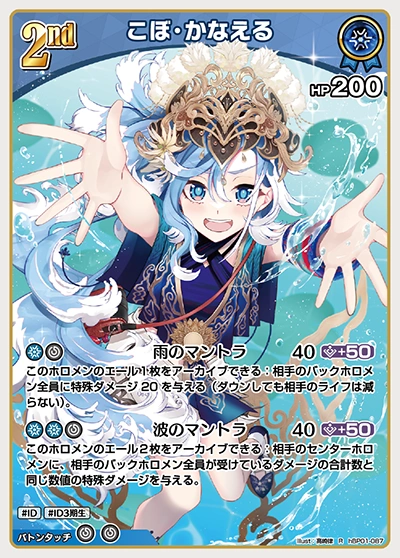 2nd
こぼ・かなえる
HP200
雨のマントラ 40 +50
このホロメンのエール1枚をアーカイブできる：相手のバックホロメン
全員に特殊ダメージ20を与える（ダウンしても相手のライフは減
らない）。
波のマントラ 40 +50
このホロメンのエール2枚をアーカイブできる：相手のセンターホロ
メンに、相手のバックホロメン全員が受けているダメージの合計数と
同じ数値の特殊ダメージを与える。
#ID #ID3期生
バトンタッチ
illust : 高崎律 R hBP01-087